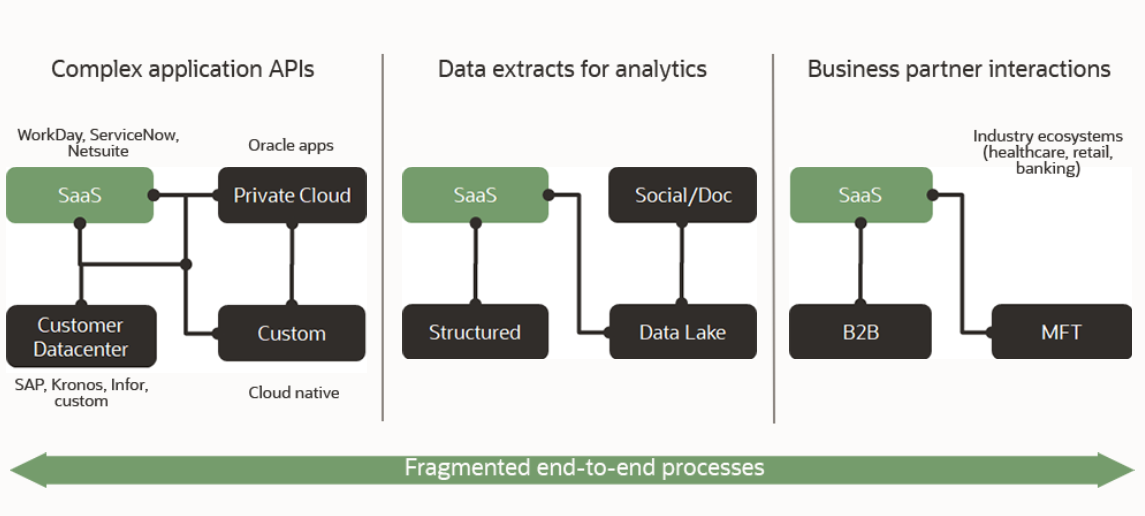 Complex application APIs
Data extracts for analytics
Business partner interactions
WorkDay, ServiceNow,
Netsuite
Oracle apps
SaaS
Private Cloud
Customer
Datacenter
Custom
SAP, Kronos, Infor,
custom
Cloud native
SaaS
Social/Doc
Structured
Data Lake
Industry ecosystems
(healthcare, retail,
banking)
SaaS
B2B
MFT
Fragmented end-to-end processes